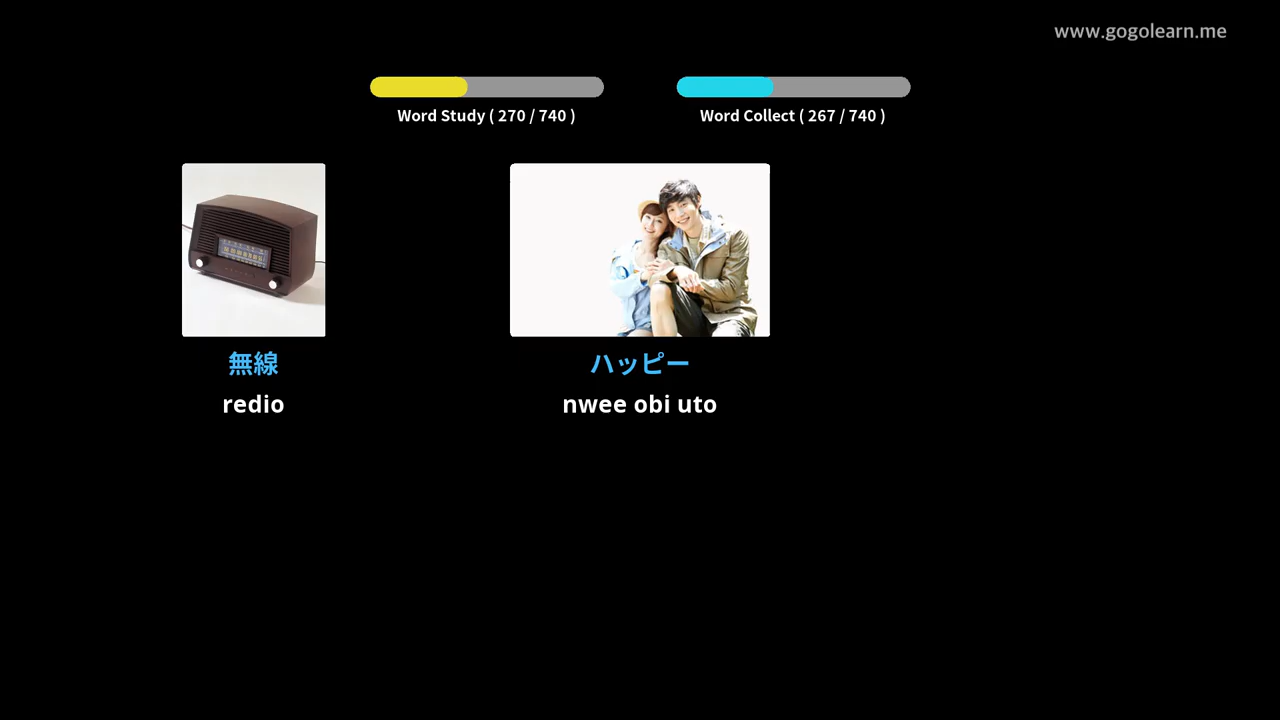 www.gogolearn.me
Word Study ( 270 / 740 )
Word Collect ( 267 / 740 )
無線
redio
ハッピー
nwee obi uto